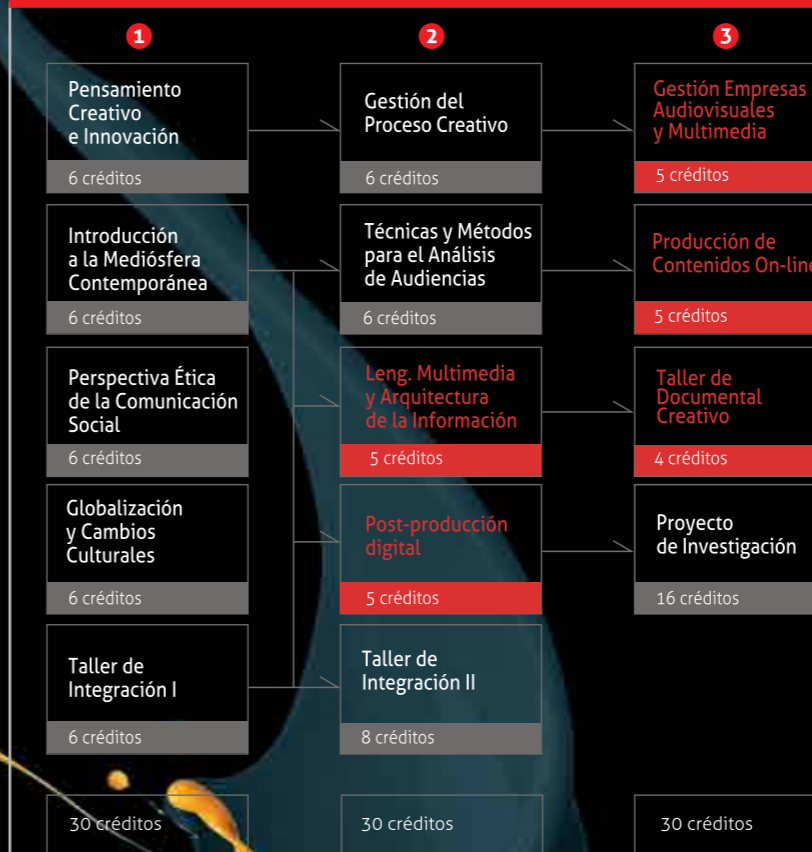 1
Pensamiento
Creativo
e Innovación
6 créditos
Introducción
a la Mediósfera
Contemporánea
6 créditos
Perspectiva Ética
de la Comunicación
Social
6 créditos
Globalización
y Cambios
Culturales
6 créditos
Taller de
Integración I
6 créditos
30 créditos
2
Gestión del
Proceso Creativo
6 créditos
Técnicas y Métodos
para el Análisis
de Audiencias
6 créditos
Leng. Multimedia
y Arquitectura
de la Información
5 créditos
Post-producción
digital
5 créditos
Taller de
Integración II
8 créditos
30 créditos
3
Gestión Empresas
Audiovisuales
y Multimedia
5 créditos
Producción de
Contenidos On-line
5 créditos
Taller de
Documental
Creativo
4 créditos
Proyecto
de Investigación
16 créditos
30 créditos